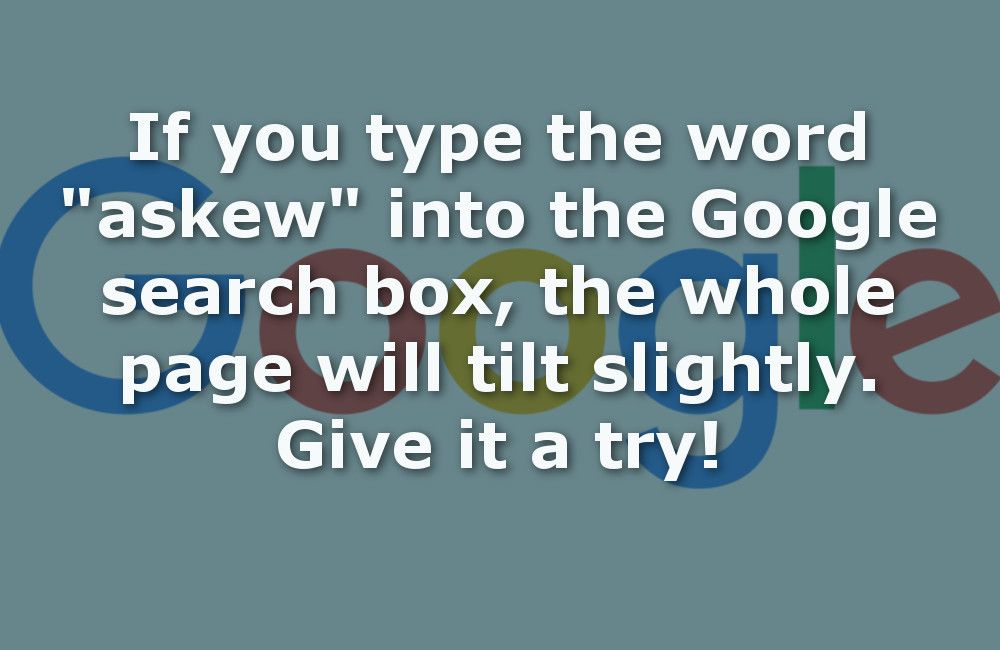 If you type the word
"askew" into the Google
search box, the whole
page will tilt slightly.
Give it a try!
Google